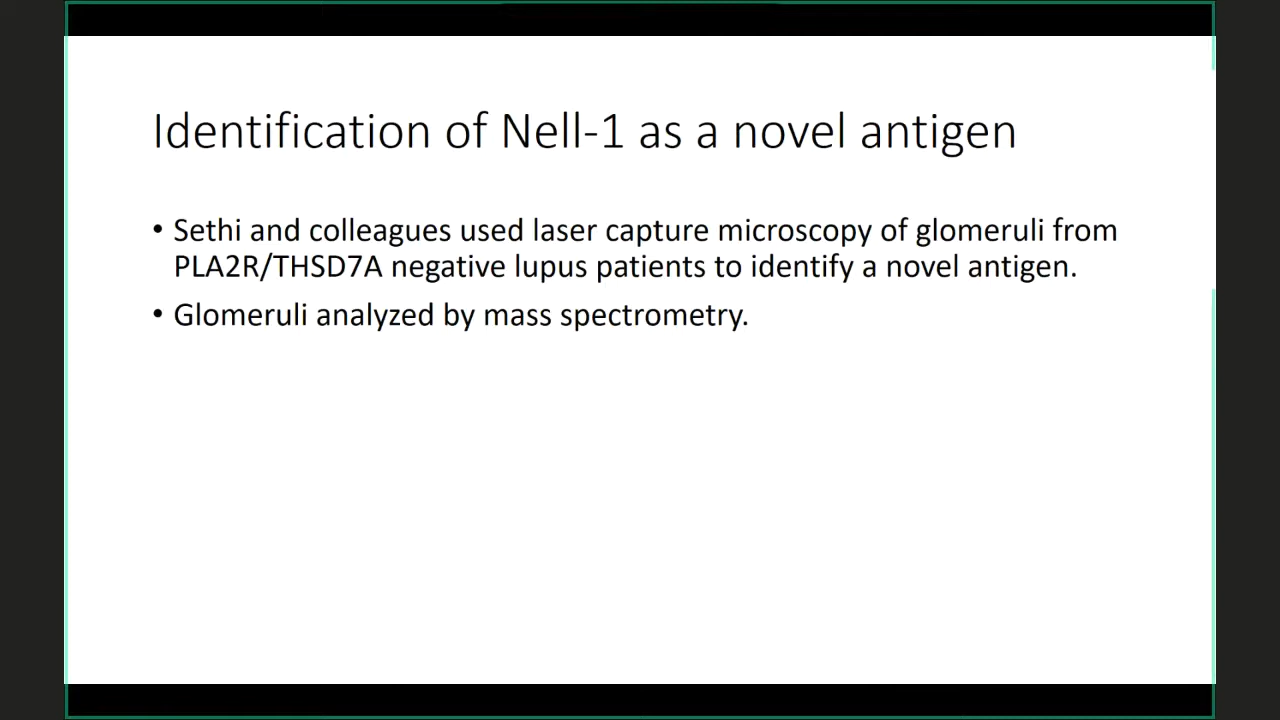 Identification of Nell-1 as a novel antigen
• Sethi and colleagues used laser capture microscopy of glomeruli from
PLA2R/THSD7A negative lupus patients to identify a novel antigen.
• Glomeruli analyzed by mass spectrometry.